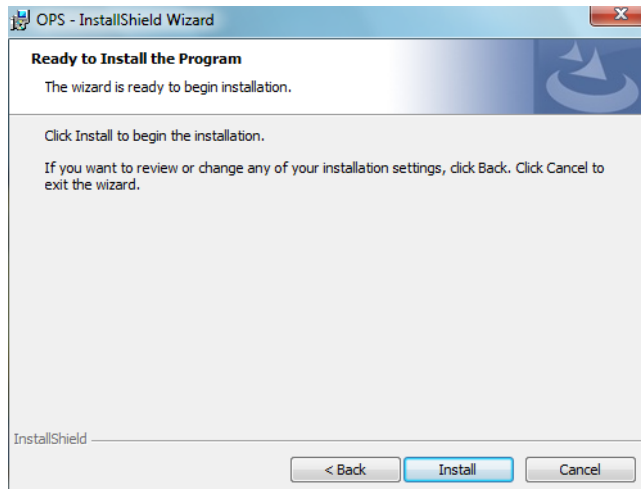 OPS - InstallShield Wizard
Ready to Install the Program
The wizard is ready to begin installation.
Click Install to begin the installation.
If you want to review or change any of your installation settings, click Back. Click Cancel to
exit the wizard.
InstallShield
< Back Install Cancel